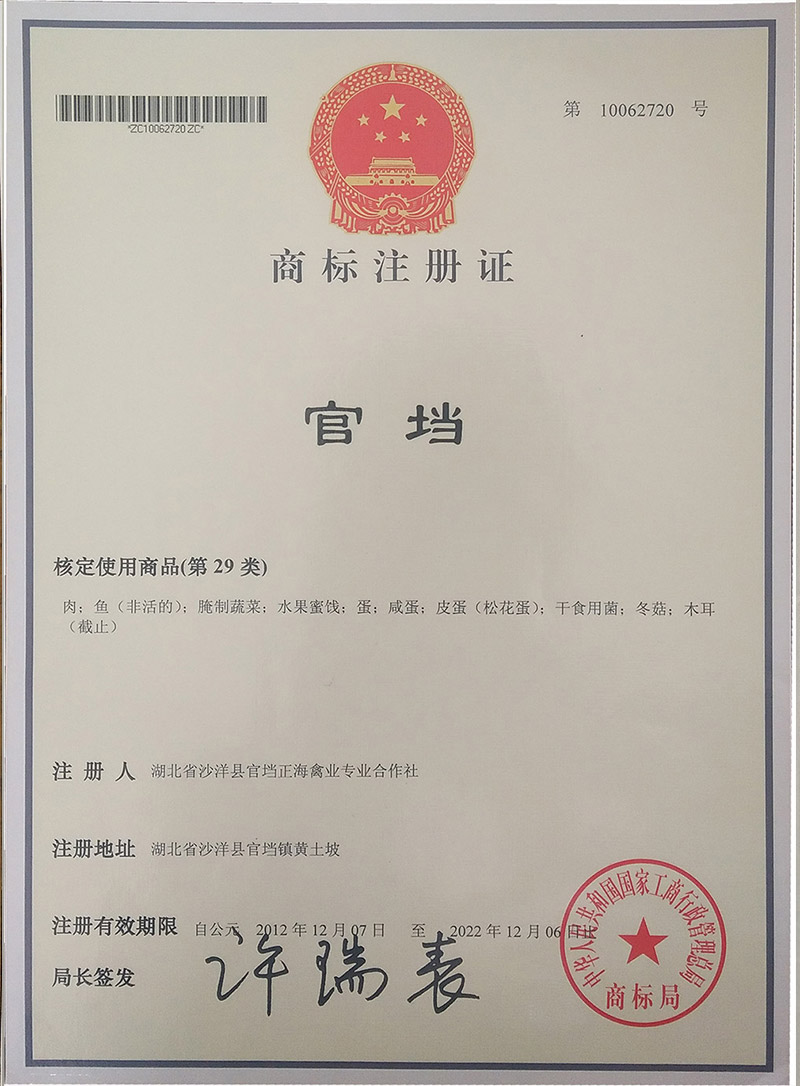 *ZC10062720ZC*
第 10062720 号
商标注册证
官 垱
核定使用商品(第 29 类)
肉；鱼（非活的）；腌制蔬菜；水果蜜饯；蛋；咸蛋；皮蛋（松花蛋）；干食用菌；冬菇；木耳
（截止）
注 册 人 湖北省沙洋县官垱正海禽业专业合作社
注册地址 湖北省沙洋县官垱镇黄土坡
注册有效期限 自公元 2012 年 12 月 07 日 至 2022 年 12 月 06 日止
局长签发 许瑞表
中华人民共和国国家工商行政管理总局
商标局